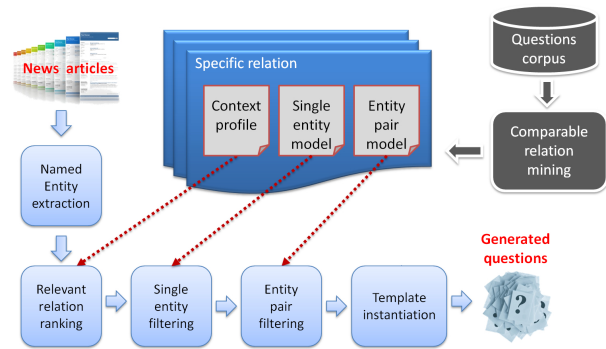 News articles
Specific relation
Questions
corpus
Context
profile
Single
entity
model
Entity
pair
model
Comparable
relation
mining
Named
Entity
extraction
Generated
questions
Relevant
relation
ranking
Single
entity
filtering
Entity
pair
filtering
Template
instantiation
?